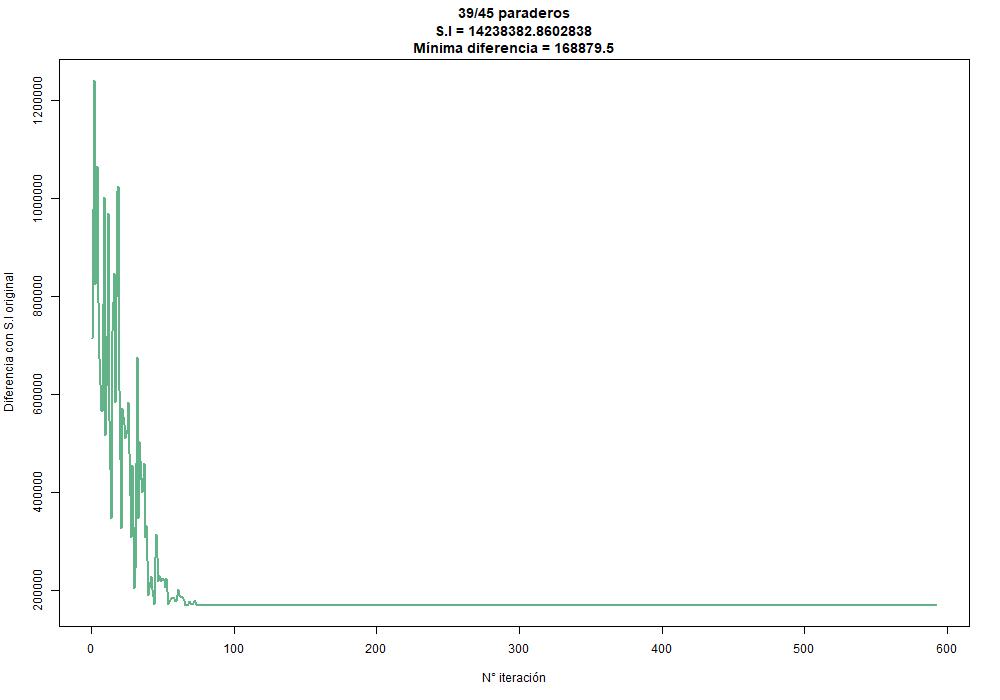 39/45 paraderos
S.I = 14238382.8602838
Mínima diferencia = 168879.5
Diferencia con S.I original
1200000
1000000
800000
600000
400000
200000
0 100 200 300 400 500 600
N° iteración